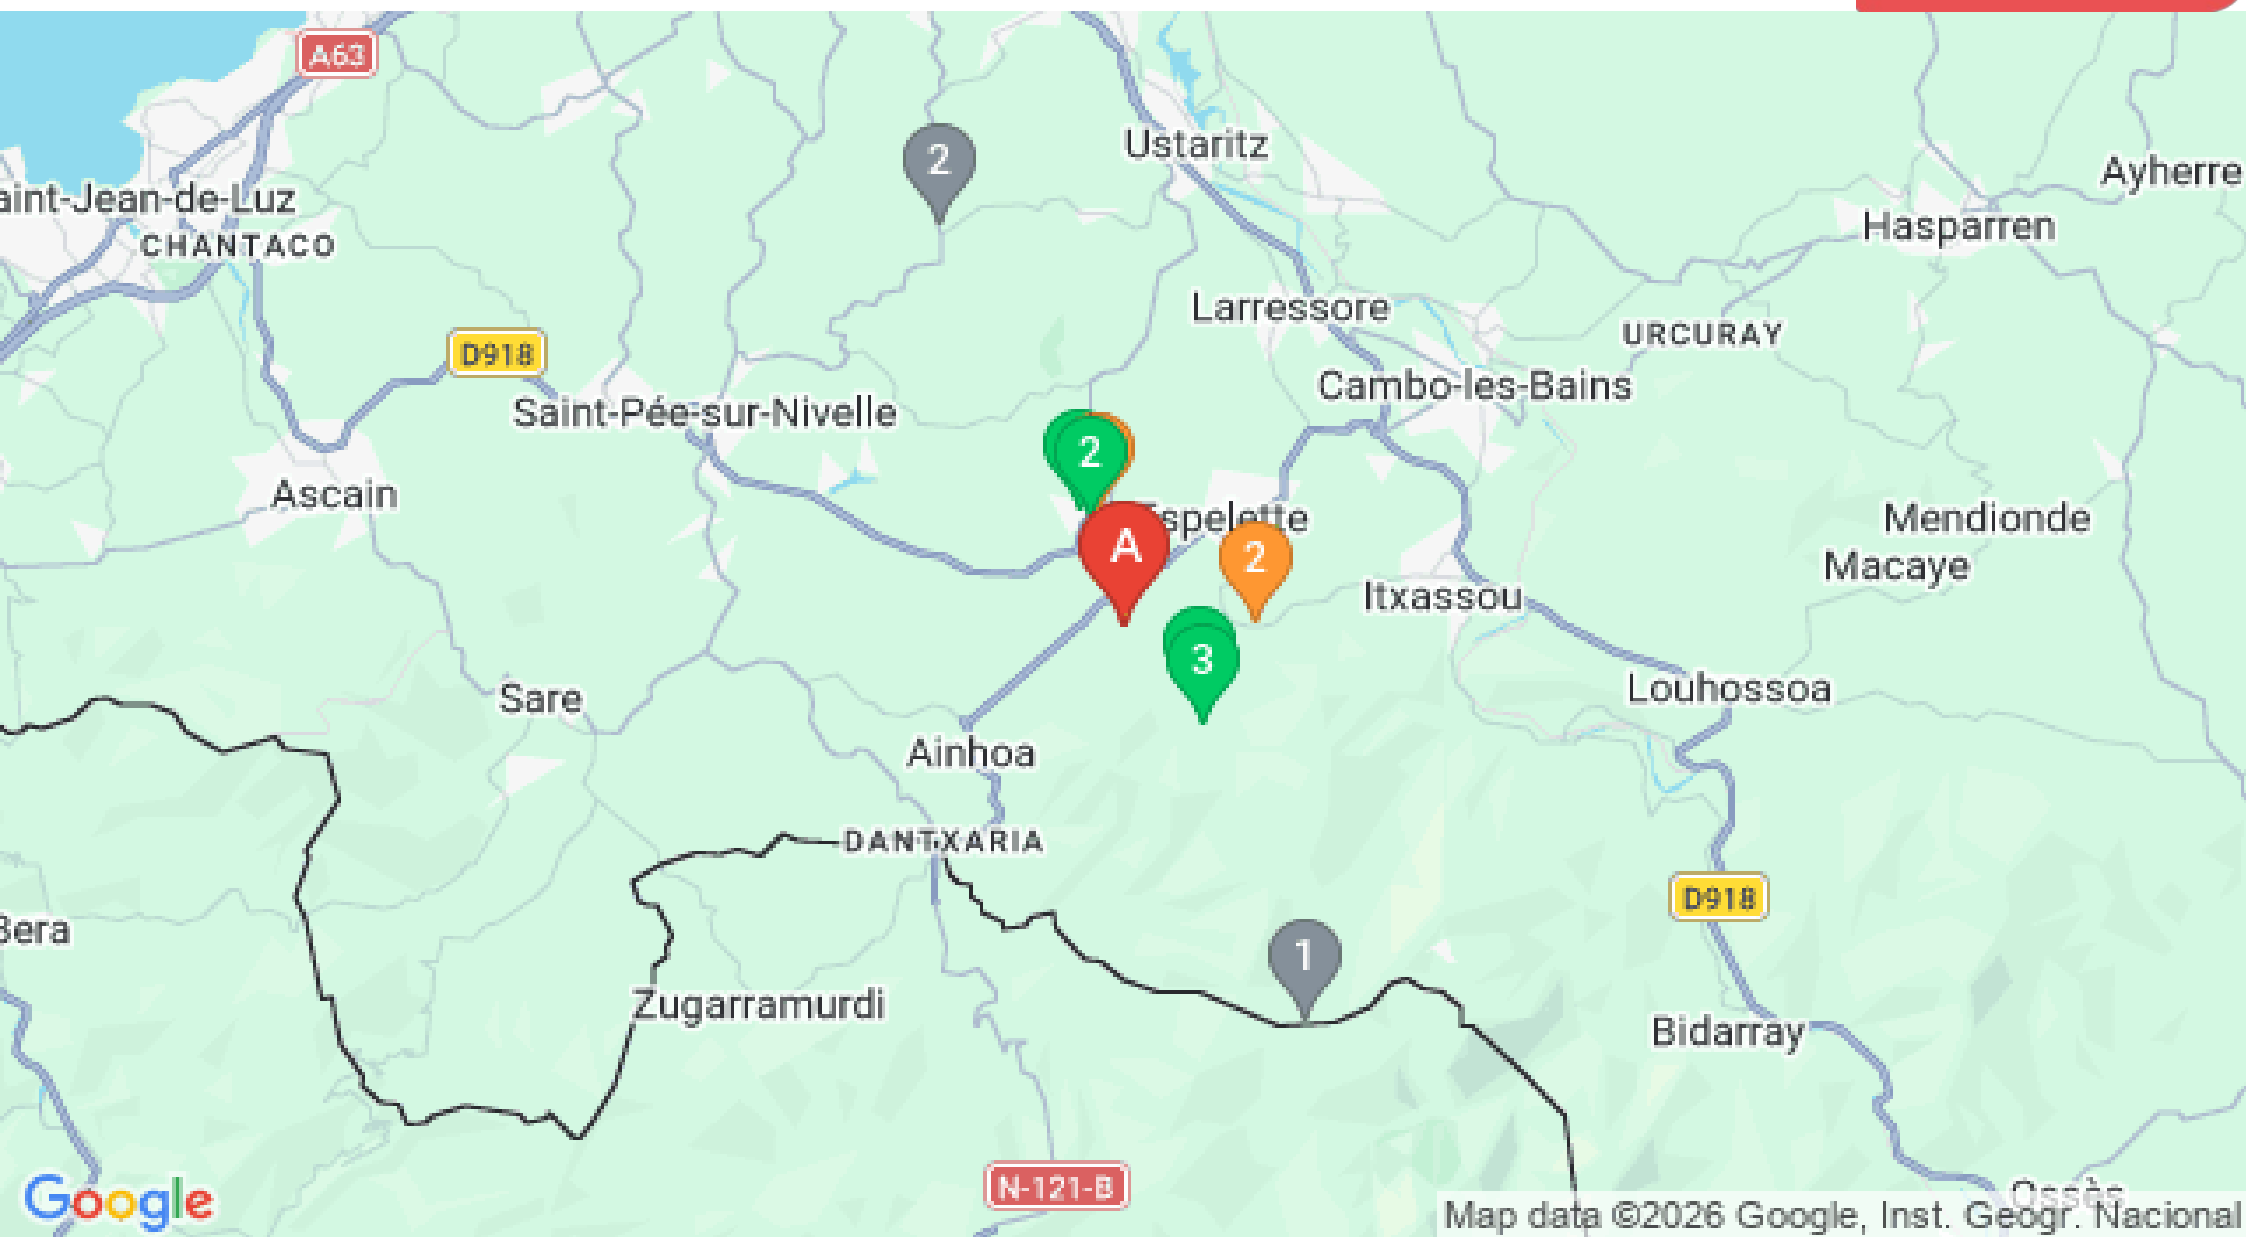 A63
2
Ustaritz
Ayherre
aint-Jean-de-Luz
Hasparren
CHANTACO
Larressore
URCURAY
D918
Cambo-les-Bains
Saint-Pée-sur-Nivelle
2
Ascain
Espelette
Mendionde
A
2
Macaye
Itxassou
3
Sare
Louhossoa
Ainhoa
DANTXARIA
D918
Bera
1
Zugarramurdi
Bidarray
N-121-B
Ossès
Google
Map data ©2026 Google, Inst. Geogr. Nacional